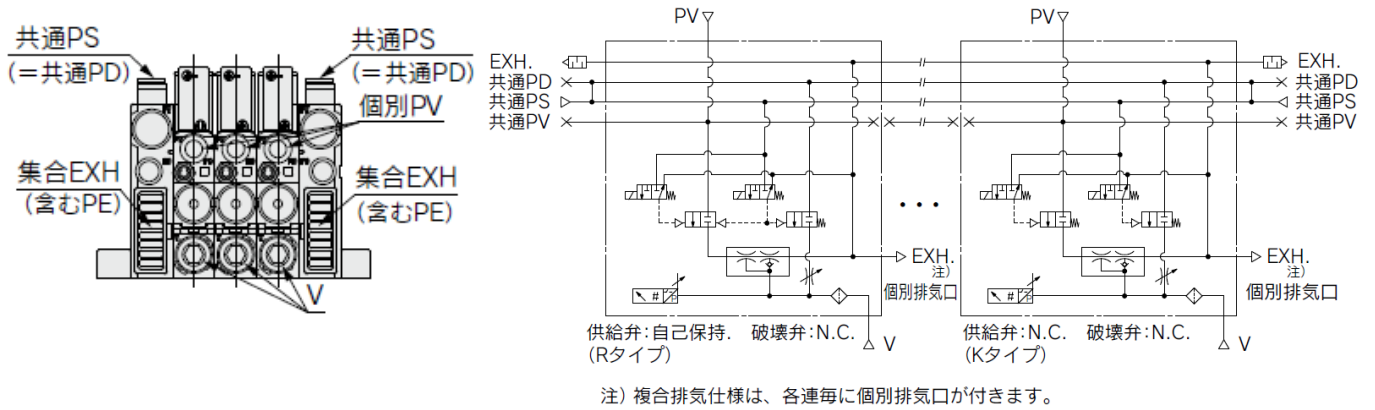 共通PS
(＝共通PD)
共通PS
(＝共通PD)
個別PV
集合EXH
(含むPE)
集合EXH
(含むPE)
V
PV
PV
EXH.
共通PD
共通PS
共通PV
EXH.
共通PD
共通PS
共通PV
EXH.
注)
個別排気口
EXH.
注)
個別排気口
#
P
#
P
V
V
供給弁：自己保持. 破壊弁：N.C.
(Rタイプ)
供給弁：N.C. 破壊弁：N.C.
(Kタイプ)
注) 複合排気仕様は、各連毎に個別排気口が付きます。